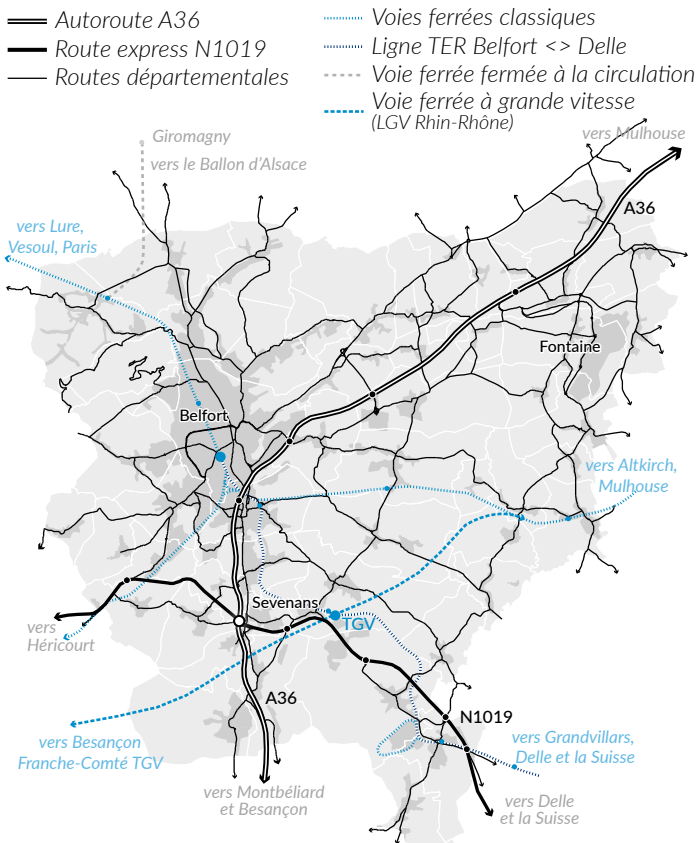 Autoroute A36
Route express N1019
Routes départementales
Voies ferrées classiques
Ligne TER Belfort <> Delle
Voie ferrée fermée à la circulation
Voie ferrée à grande vitesse
(LGV Rhin-Rhône)
Giromagny
vers le Ballon d'Alsace
vers Mulhouse
A36
vers Lure,
Vesoul, Paris
Fontaine
Belfort
vers Altkirch,
Mulhouse
Sevenans
TGV
vers
Héricourt
A36
N1019
vers Besançon
Franche-Comté TGV
vers Grandvillars,
Delle et la Suisse
vers Montbéliard
et Besançon
vers Delle
et la Suisse